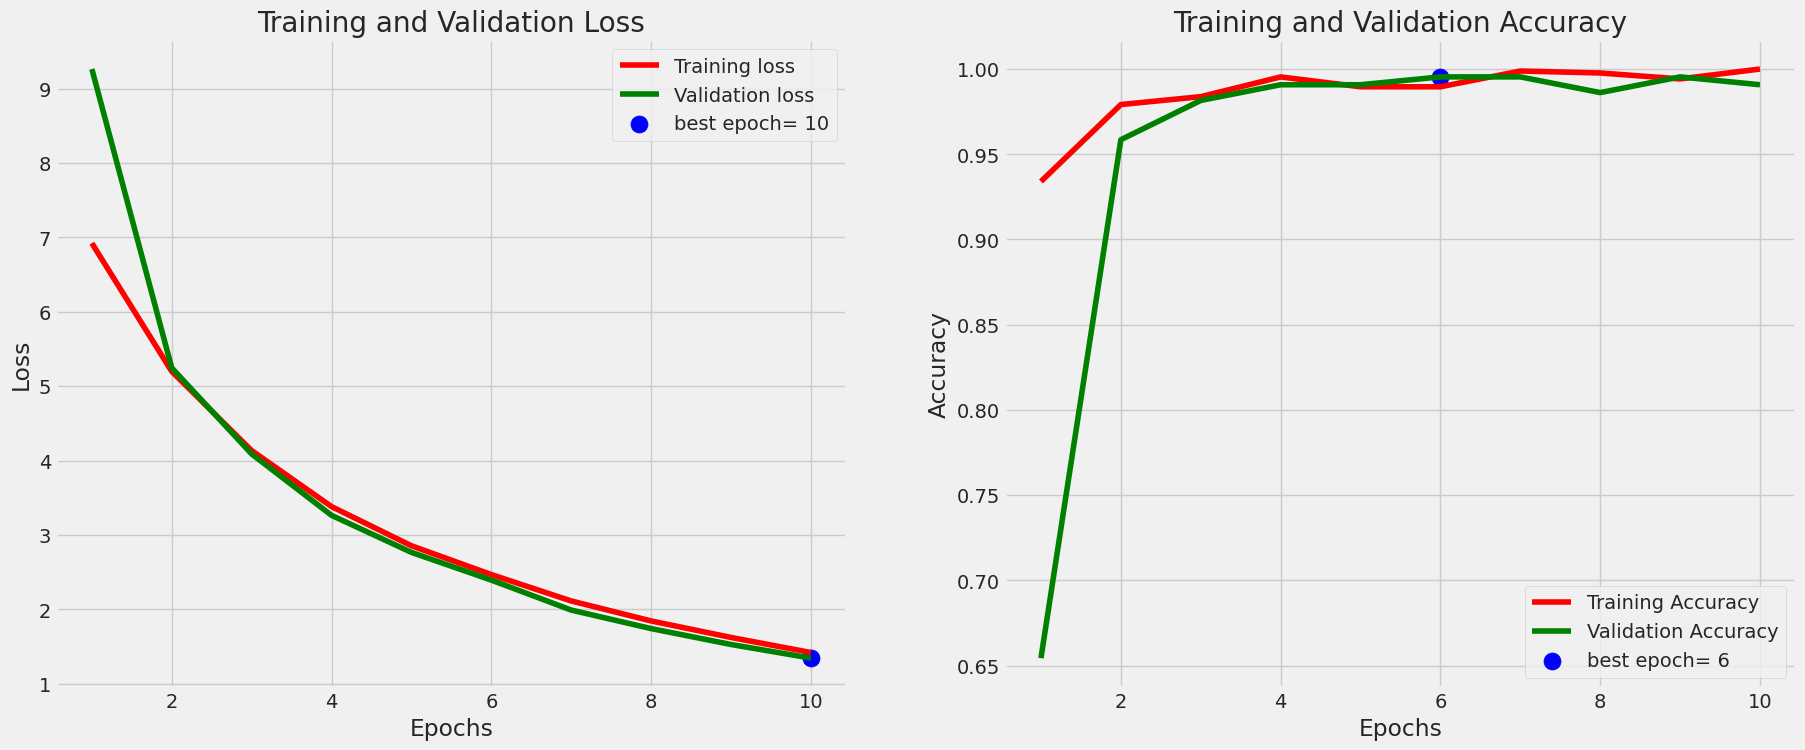 Training and Validation Loss
Training loss
Validation loss
best epoch= 10
Loss
9
8
7
6
5
4
3
2
1
2
4
6
8
10
Epochs
Training and Validation Accuracy
Accuracy
1.00
0.95
0.90
0.85
0.80
0.75
0.70
0.65
Training Accuracy
Validation Accuracy
best epoch= 6
2
4
6
8
10
Epochs